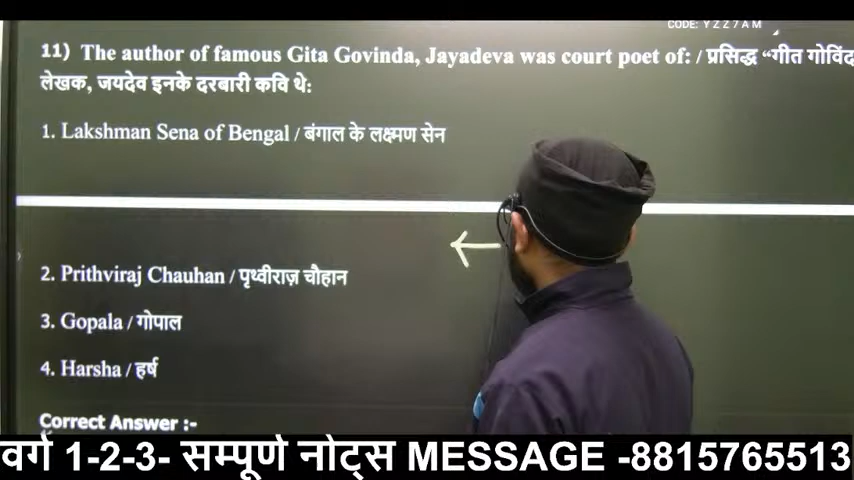 CODE: YZZ7AM
11) The author of famous Gita Govinda, Jayadeva was court poet of: / प्रसिद्ध “गीत गोविंद
लेखक, जयदेव इनके दरबारी कवि थे:
1. Lakshman Sena of Bengal / बंगाल के लक्ष्मण सेन
2. Prithviraj Chauhan / पृथ्वीराज़ चौहान
3. Gopala / गोपाल
4. Harsha / हर्ष
Correct Answer :-
वर्ग 1-2-3- सम्पूर्ण नोट्स MESSAGE -8815765513